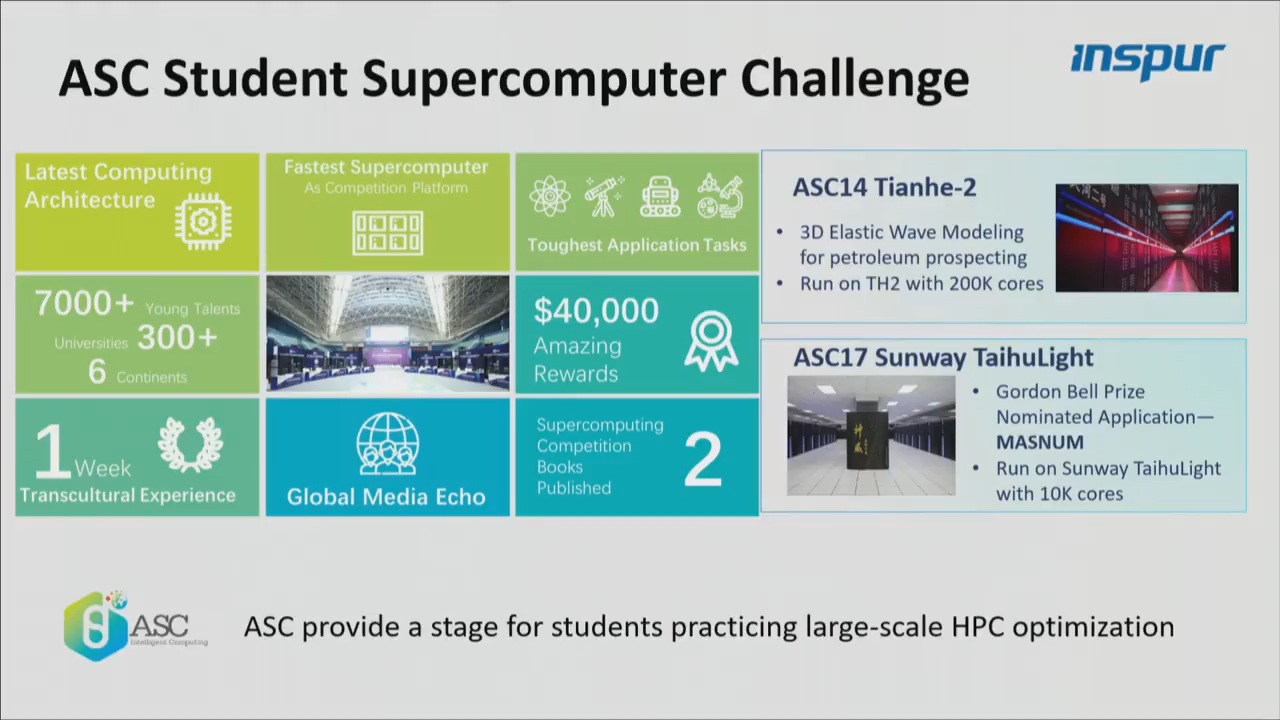 ASC Student Supercomputer Challenge
inspur
Latest Computing
Architecture
Fastest Supercomputer
As Competition Platform
Toughest Application Tasks
7000+ Young Talents
Universities 300+
6 Continents
$40,000
Amazing
Rewards
1 Week
Transcultural Experience
Global Media Echo
Supercomputing
Competition
Books
Published
2
ASC14 Tianhe-2
• 3D Elastic Wave Modeling
for petroleum prospecting
• Run on TH2 with 200K cores
ASC17 Sunway TaihuLight
神威
• Gordon Bell Prize
Nominated Application—
MASNUM
• Run on Sunway TaihuLight
with 10K cores
ASC
Intelligent Computing
ASC provide a stage for students practicing large-scale HPC optimization